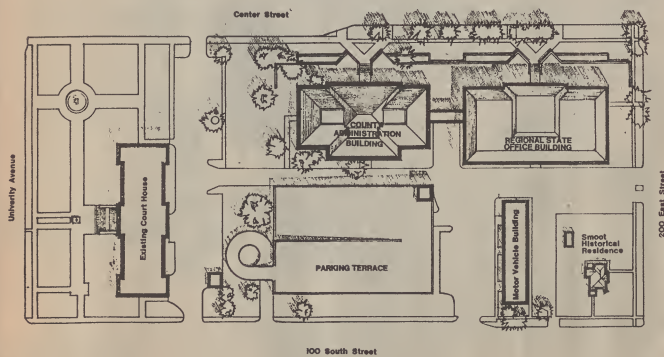 Center Street
Univertity Avenue
Existing Court House
COUNTY
ADMINISTRATION
BUILDING
REGIONAL STATE
OFFICE BUILDING
200 East Street
PARKING TERRACE
Motor Vehicle Building
Smoot
Historical
Residence
100 South Street